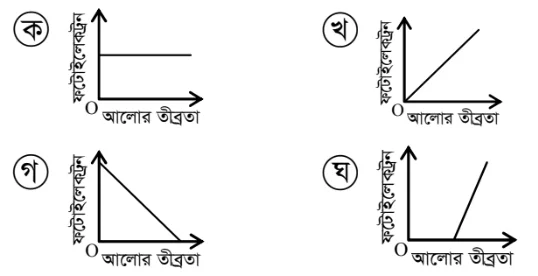 ক
ফটোইলেকট্রন
O
আলোর তীব্রতা
খ
ফটোইলেকট্রন
O
আলোর তীব্রতা
গ
ফটোইলেকট্রন
O
আলোর তীব্রতা
ঘ
ফটোইলেকট্রন
O
আলোর তীব্রতা